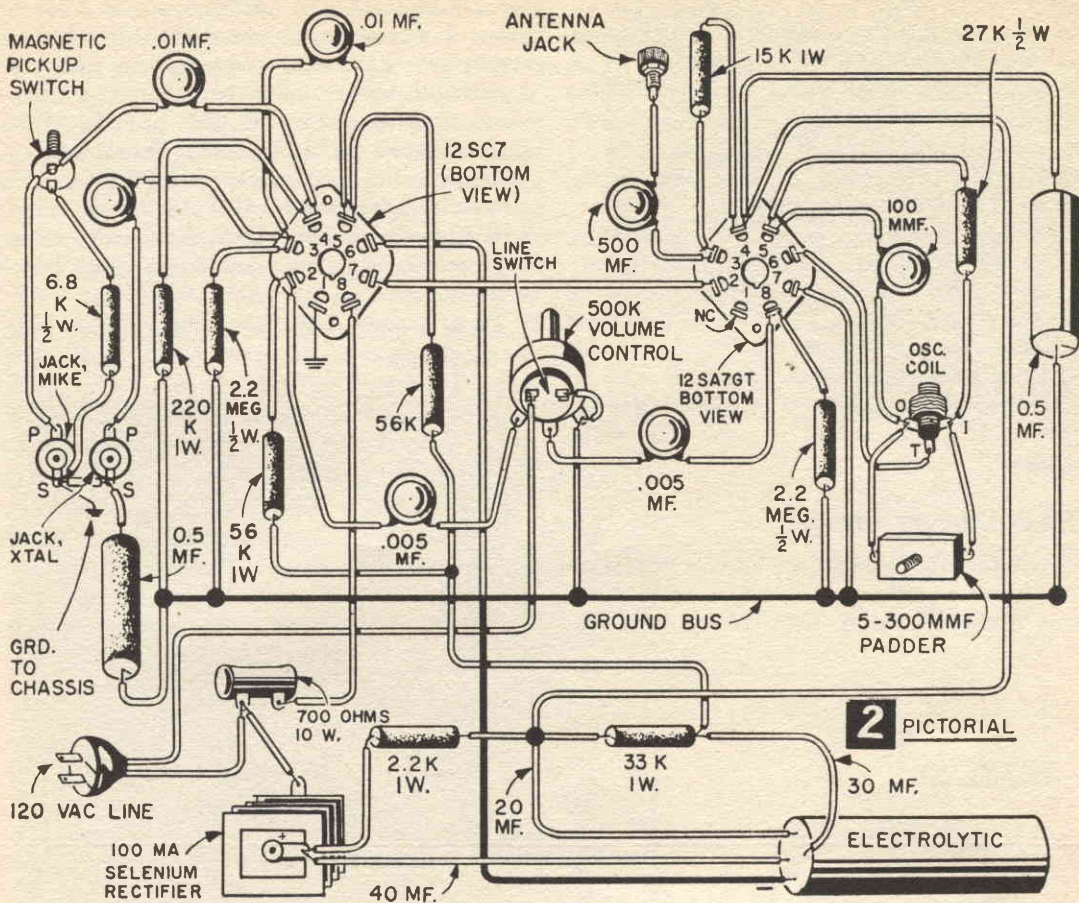 MAGNETIC
PICKUP
SWITCH
.01 MF.
.01 MF.
ANTENNA
JACK
15 K 1W
27 K 1/2 W
12 SC7
(BOTTOM
VIEW)
LINE
SWITCH
500K
VOLUME
CONTROL
500
MF.
100
MMF.
1
2
3
4
5
6
7
8
1
2
3
4
5
6
7
8
NC
12 SA7GT
BOTTOM
VIEW
OSC.
COIL
O
I
T
0.5
MF.
6.8
K
1/2
W.
JACK,
MIKE
P
P
S
S
JACK,
XTAL
220
K
1W.
2.2
MEG
1/2 W.
56
K
1W
56K
.005
MF.
.005
MF.
2.2
MEG.
1/2 W.
0.5
MF.
GRD.
TO
CHASSIS
GROUND BUS
5-300MMF
PADDER
700 OHMS
10 W.
2.2K
1W.
33K
1W.
2 PICTORIAL
120 VAC LINE
20
MF.
30 MF.
100 MA
SELENIUM
RECTIFIER
+
40 MF.
ELECTROLYTIC
−